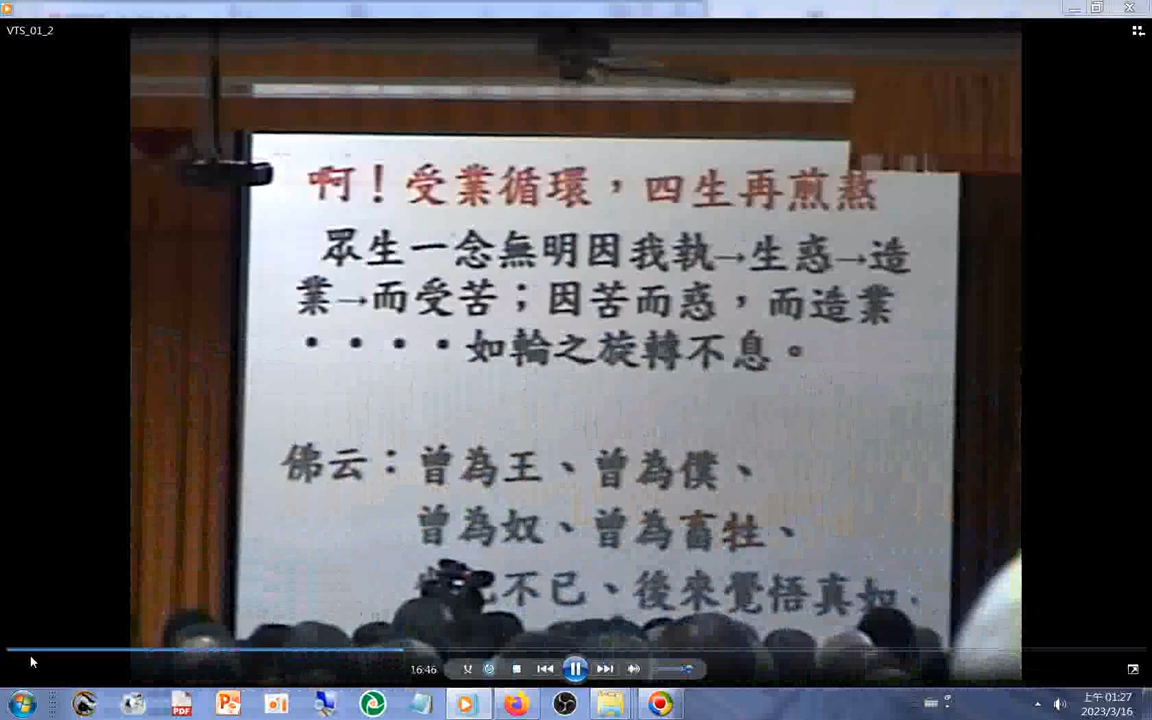 VTS_01_2
啊！受業循環，四生再煎熬
眾生一念無明因我執→生惑→造
業→而受苦；因苦而惑，而造業
・・・・如輪之旋轉不息。
佛云：曾為王、曾為僕、
曾為奴、曾為畜牲、
不已、後來覺悟真如
16:46
PDF
上午 01:27
2023/3/16